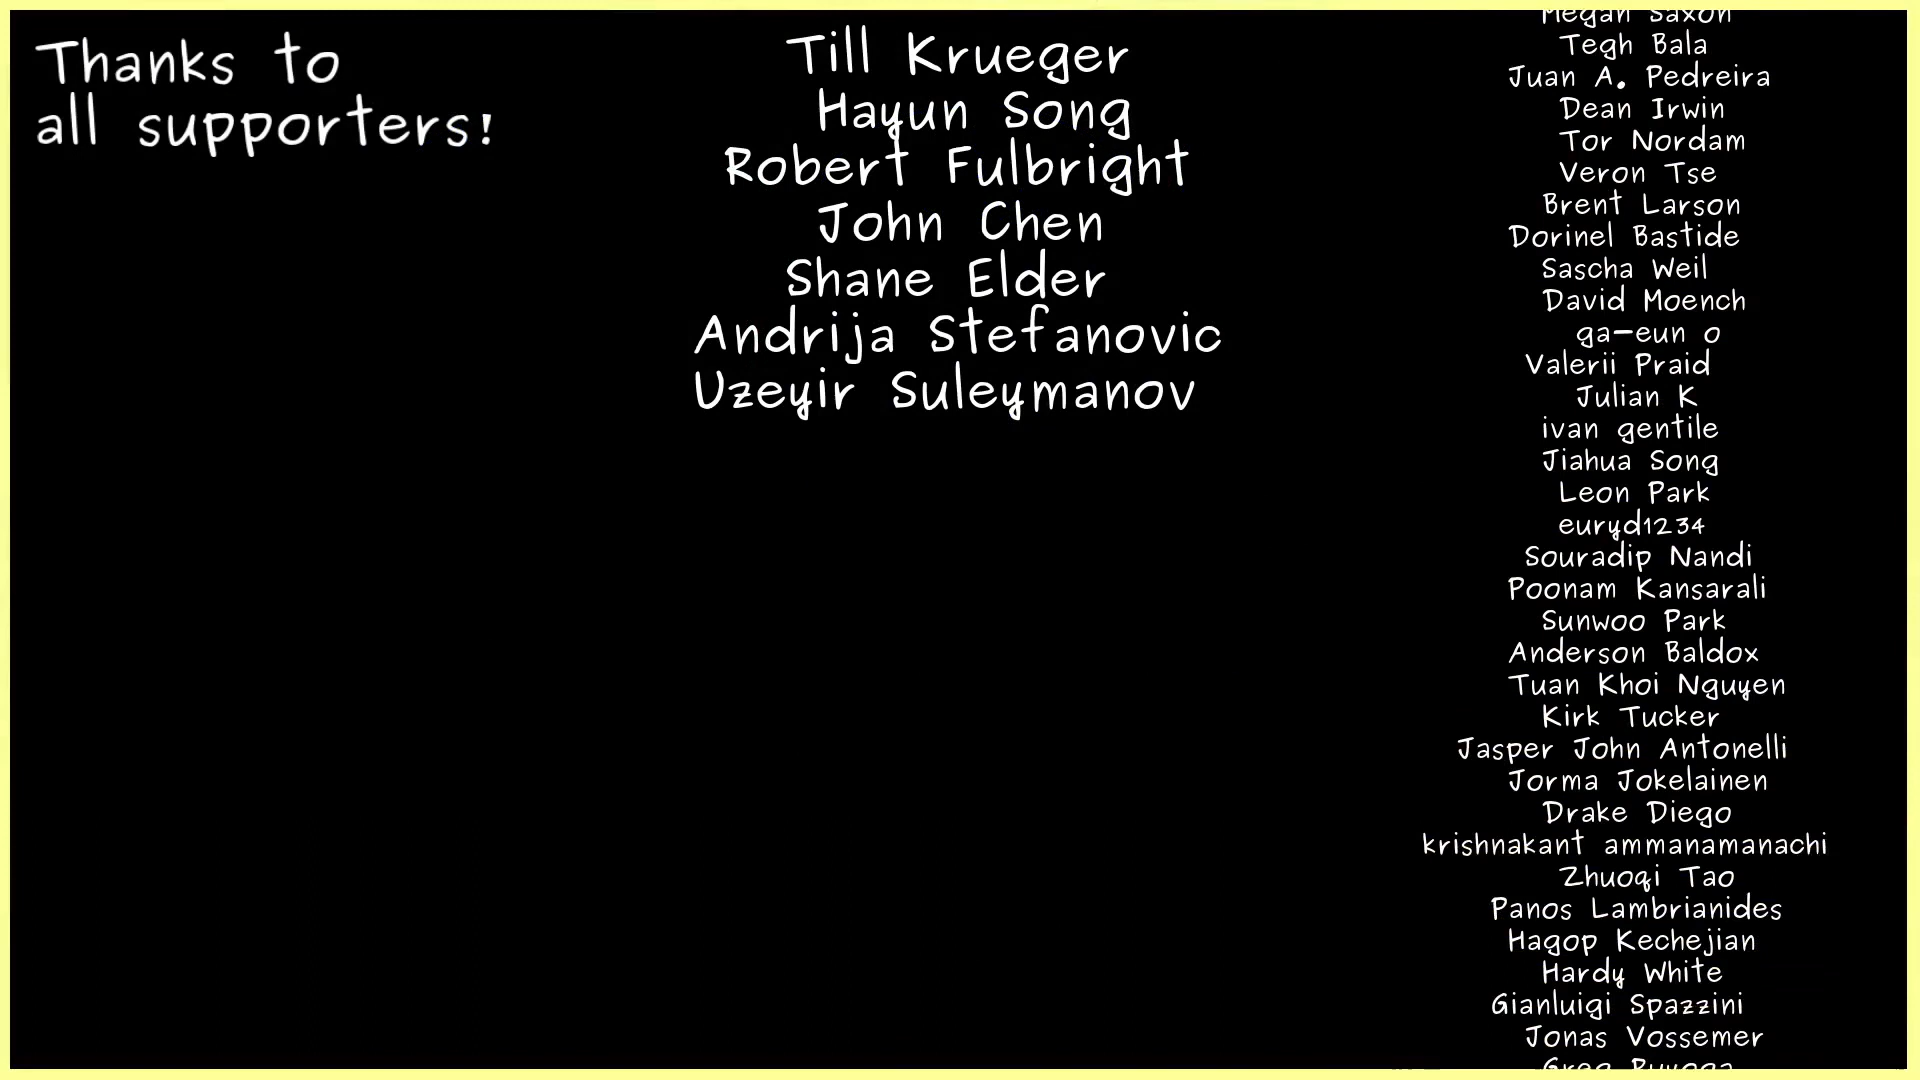 Thanks to
all supporters!
Till Krueger
Hayun Song
Robert Fulbright
John Chen
Shane Elder
Andrija Stefanovic
Uzeyir Suleymanov
Megan Saxon
Tegh Bala
Juan A. Pedreira
Dean Irwin
Tor Nordam
Veron Tse
Brent Larson
Dorinel Bastide
Sascha Weil
David Moench
ga-eun o
Valerii Praid
Julian K
ivan gentile
Jiahua Song
Leon Park
euryd1234
Souradip Nandi
Poonam Kansarali
Sunwoo Park
Anderson Baldox
Tuan Khoi Nguyen
Kirk Tucker
Jasper John Antonelli
Jorma Jokelainen
Drake Diego
krishnakant ammanamanachi
Zhuoqi Tao
Panos Lambrianides
Hagop Kechejian
Hardy White
Gianluigi Spazzini
Jonas Vossemer
Greg